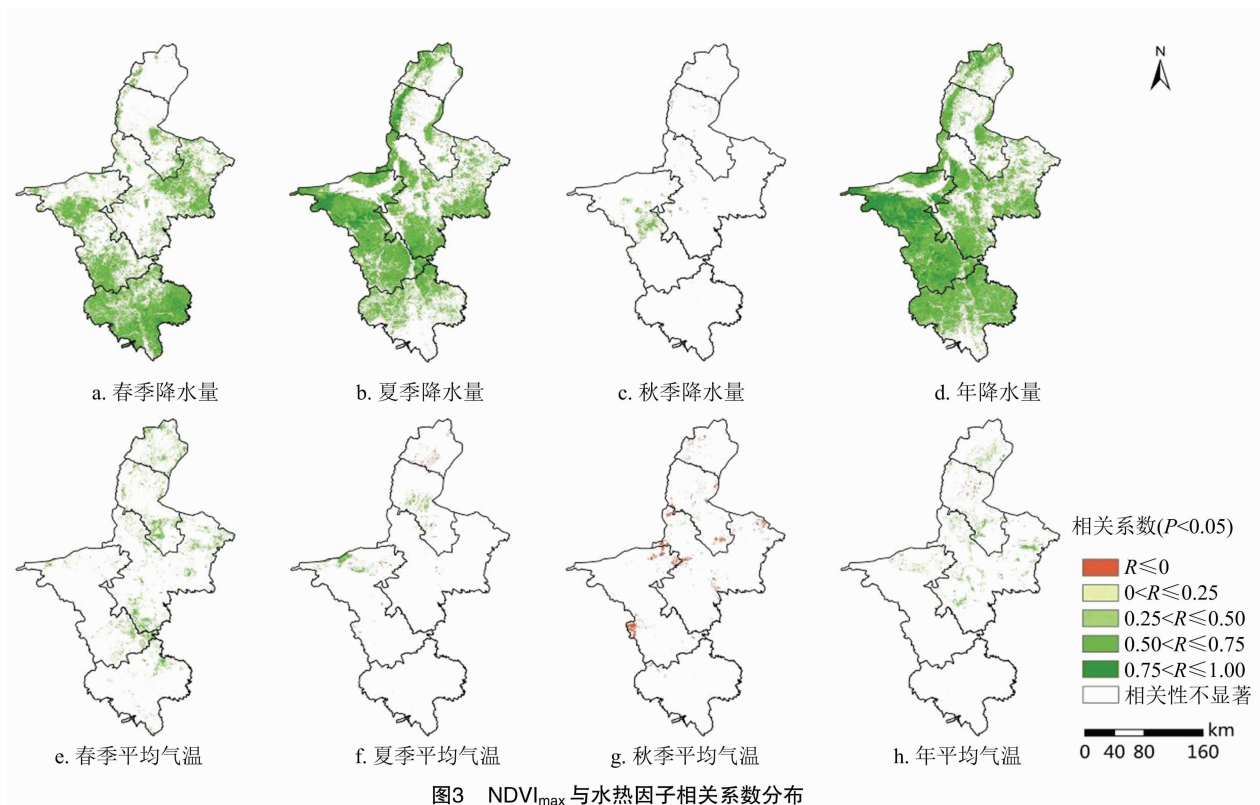 N
a. 春季降水量
b. 夏季降水量
c. 秋季降水量
d. 年降水量
相关系数(P<0.05)
R≤0
0<R≤0.25
0.25<R≤0.50
0.50<R≤0.75
0.75<R≤1.00
相关性不显著
km
0 40 80 160
e. 春季平均气温
f. 夏季平均气温
g. 秋季平均气温
h. 年平均气温
图3 NDVImax与水热因子相关系数分布